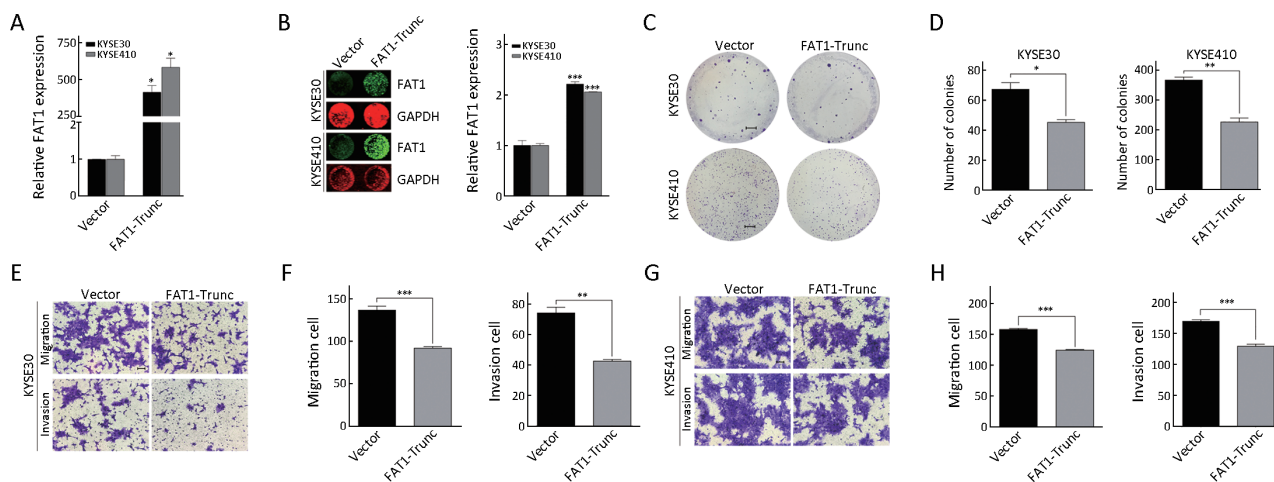 A
Relative FAT1 expression
750
500
250
2
1
0
KYSE30
KYSE410
*
*
Vector
FAT1-Trunc
B
Vector
FAT1-Trunc
KYSE30
FAT1
GAPDH
KYSE410
FAT1
GAPDH
Relative FAT1 expression
3
2
1
0
KYSE30
KYSE410
***
***
Vector
FAT1-Trunc
C
Vector
FAT1-Trunc
KYSE30
KYSE410
D
KYSE30
Number of colonies
80
60
40
20
0
*
Vector
FAT1-Trunc
KYSE410
Number of colonies
400
300
200
100
0
**
Vector
FAT1-Trunc
E
Vector
FAT1-Trunc
KYSE30
Migration
Invasion
F
Migration cell
150
100
50
0
***
Vector
FAT1-Trunc
Invasion cell
80
60
40
20
0
**
Vector
FAT1-Trunc
G
Vector
FAT1-Trunc
KYSE410
Migration
Invasion
H
Migration cell
200
150
100
50
0
***
Vector
FAT1-Trunc
Invasion cell
200
150
100
50
0
***
Vector
FAT1-Trunc